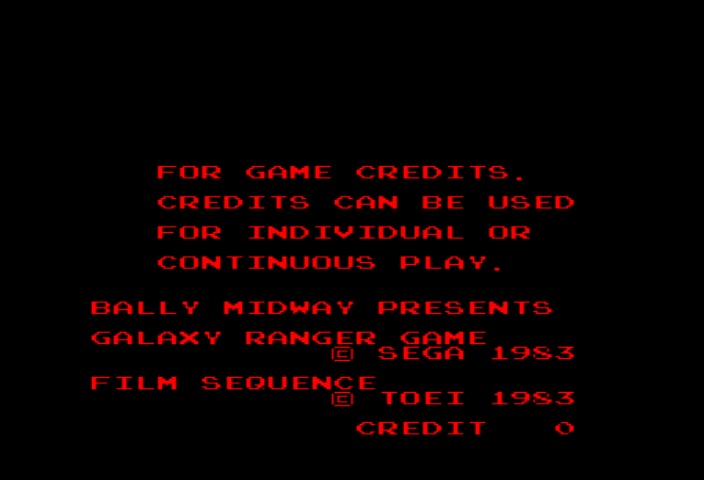 FOR GAME CREDITS.
CREDITS CAN BE USED
FOR INDIVIDUAL OR
CONTINUOUS PLAY.
BALLY MIDWAY PRESENTS
GALAXY RANGER GAME
© SEGA 1983
FILM SEQUENCE
© TOEI 1983
CREDIT 0